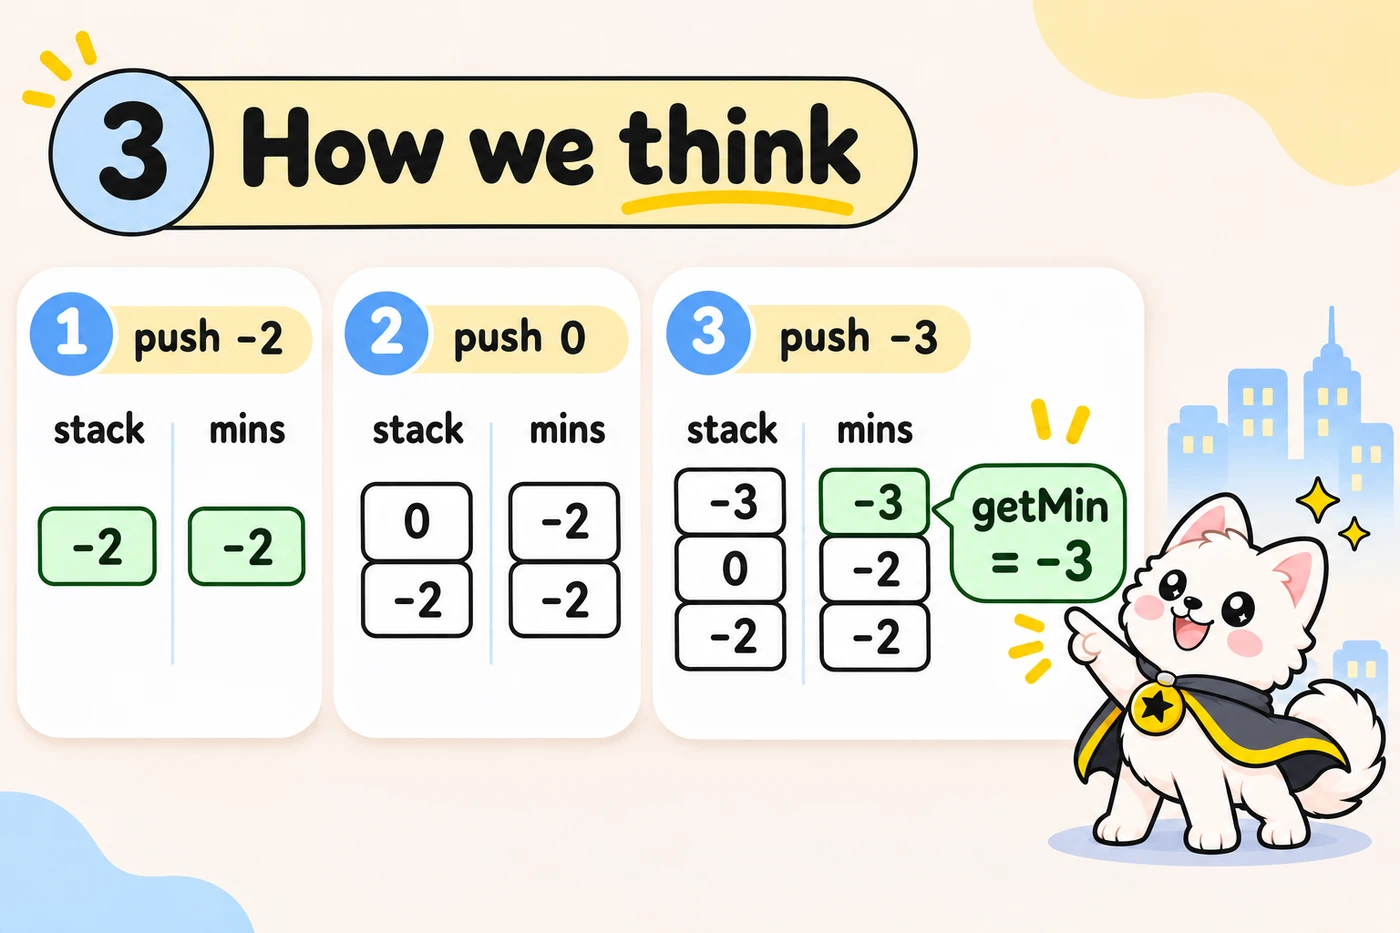 3 How we think
1 push -2
stack mins
-2 -2
2 push 0
stack mins
0 -2
-2 -2
3 push -3
stack mins
-3 -3
0 -2
-2 -2
getMin
= -3